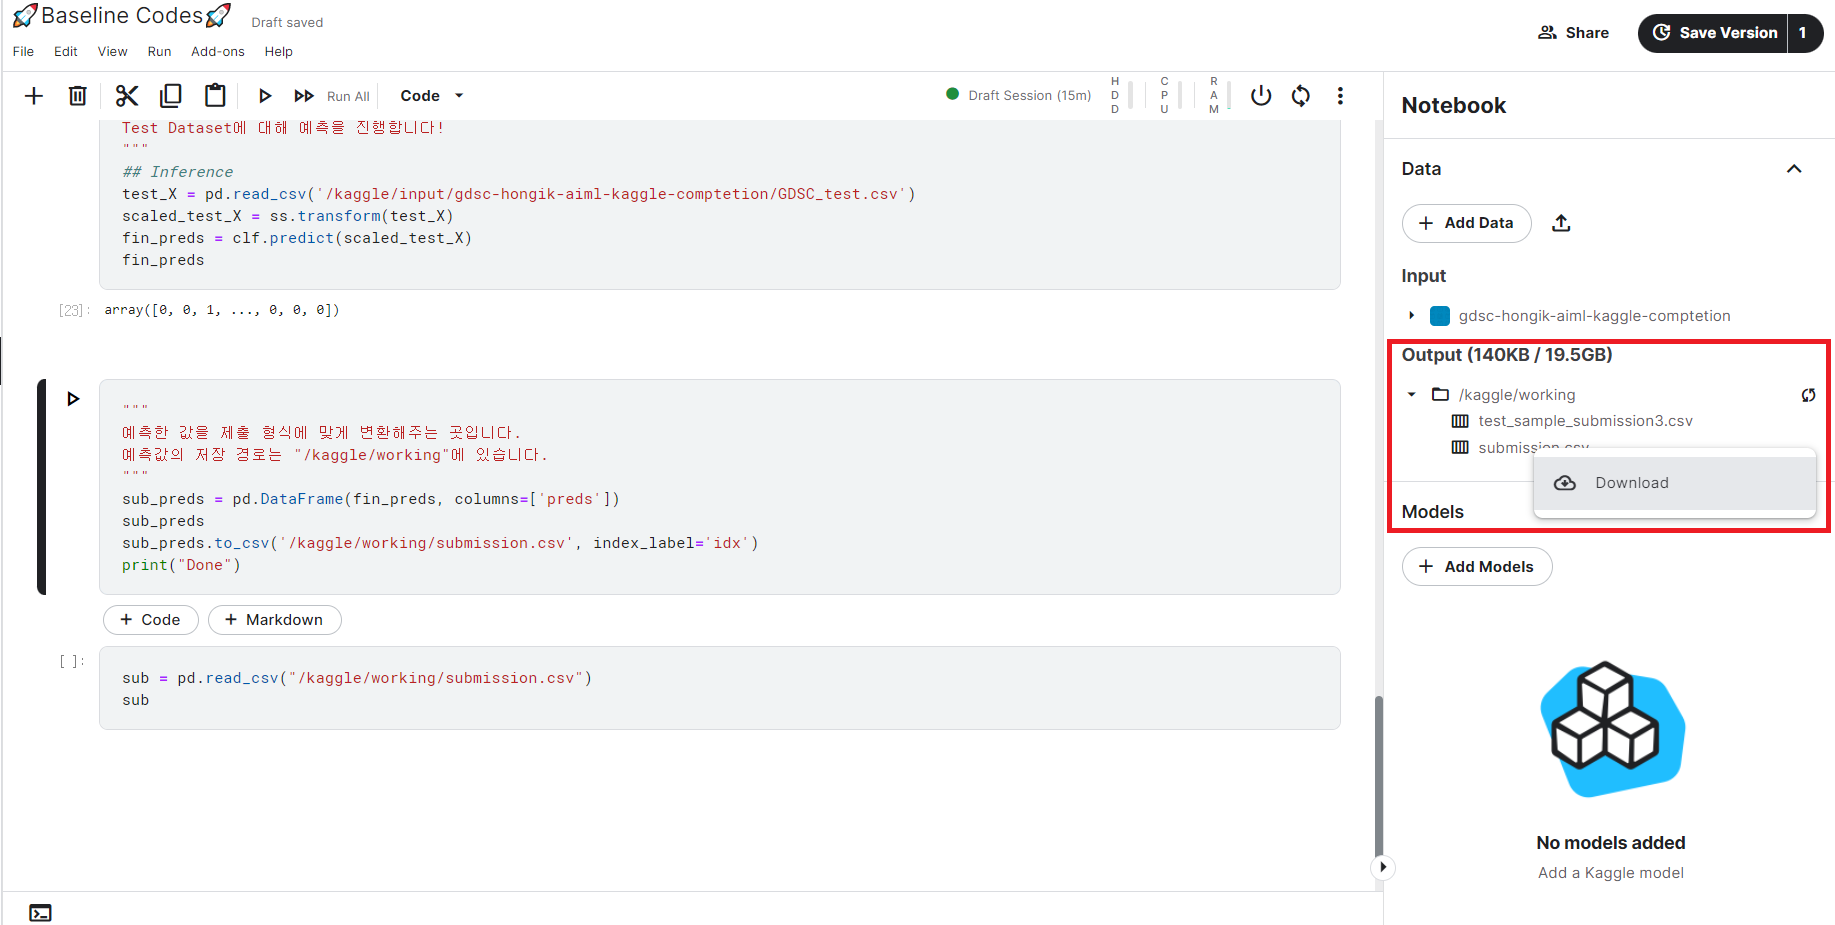 🚀Baseline Codes🚀 Draft saved
File Edit View Run Add-ons Help
Share
Save Version 1
Run All Code
Draft Session (15m)
HDD CPU RAM
Test Dataset에 대해 예측을 진행합니다!
"""
## Inference
test_X = pd.read_csv('/kaggle/input/gdsc-hongik-aiml-kaggle-comptetion/GDSC_test.csv')
scaled_test_X = ss.transform(test_X)
fin_preds = clf.predict(scaled_test_X)
fin_preds
[23]: array([0, 0, 1, ..., 0, 0, 0])
"""
예측한 값을 제출 형식에 맞게 변환해주는 곳입니다.
예측값의 저장 경로는 "/kaggle/working"에 있습니다.
"""
sub_preds = pd.DataFrame(fin_preds, columns=['preds'])
sub_preds
sub_preds.to_csv('/kaggle/working/submission.csv', index_label='idx')
print("Done")
+ Code + Markdown
[ ]:
sub = pd.read_csv("/kaggle/working/submission.csv")
sub
Notebook
Data
+ Add Data
Input
gdsc-hongik-aiml-kaggle-comptetion
Output (140KB / 19.5GB)
/kaggle/working
test_sample_submission3.csv
submission.csv
Download
Models
+ Add Models
No models added
Add a Kaggle model